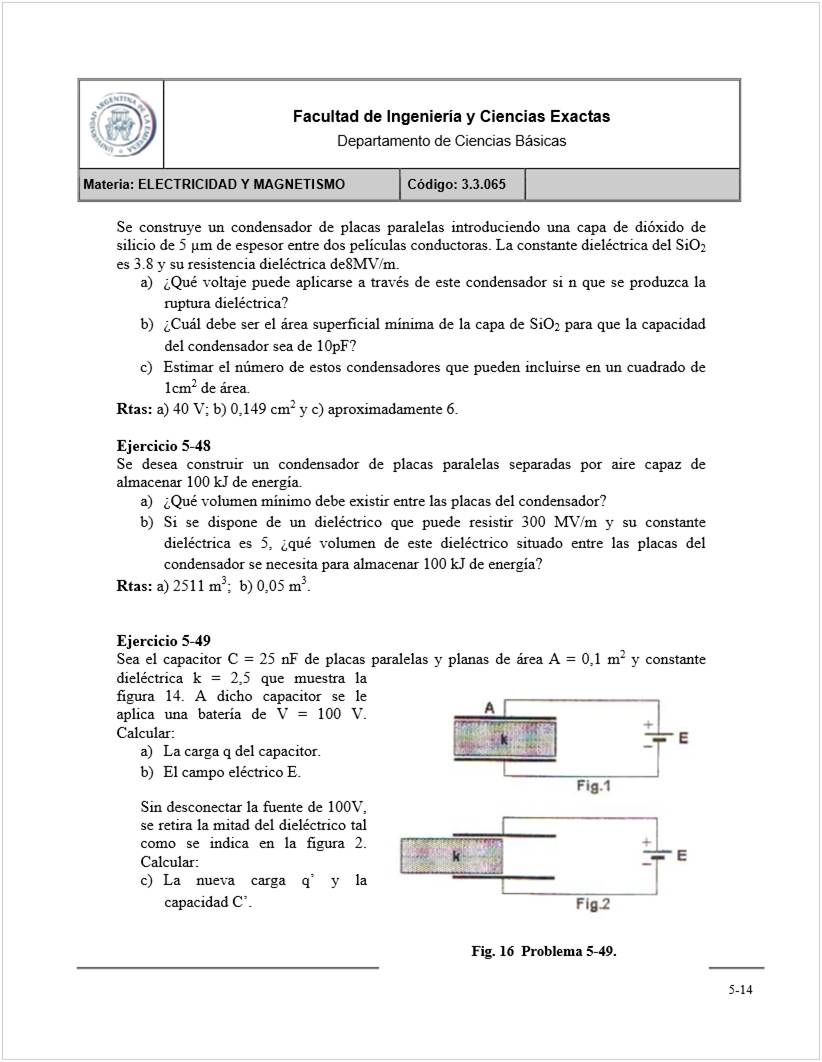 UNIVERSIDAD ARGENTINA DE LA EMPRESA
Facultad de Ingeniería y Ciencias Exactas
Departamento de Ciencias Básicas
Materia: ELECTRICIDAD Y MAGNETISMO
Código: 3.3.065
Se construye un condensador de placas paralelas introduciendo una capa de dióxido de
silicio de 5 µm de espesor entre dos películas conductoras. La constante dieléctrica del SiO₂
es 3.8 y su resistencia dieléctrica de8MV/m.
a) ¿Qué voltaje puede aplicarse a través de este condensador si n que se produzca la
ruptura dieléctrica?
b) ¿Cuál debe ser el área superficial mínima de la capa de SiO₂ para que la capacidad
del condensador sea de 10pF?
c) Estimar el número de estos condensadores que pueden incluirse en un cuadrado de
1cm² de área.
Rtas: a) 40 V; b) 0,149 cm² y c) aproximadamente 6.
Ejercicio 5-48
Se desea construir un condensador de placas paralelas separadas por aire capaz de
almacenar 100 kJ de energía.
a) ¿Qué volumen mínimo debe existir entre las placas del condensador?
b) Si se dispone de un dieléctrico que puede resistir 300 MV/m y su constante
dieléctrica es 5, ¿qué volumen de este dieléctrico situado entre las placas del
condensador se necesita para almacenar 100 kJ de energía?
Rtas: a) 2511 m³; b) 0,05 m³.
Ejercicio 5-49
Sea el capacitor C = 25 nF de placas paralelas y planas de área A = 0,1 m² y constante
dieléctrica k = 2,5 que muestra la
figura 14. A dicho capacitor se le
aplica una batería de V = 100 V.
Calcular:
a) La carga q del capacitor.
b) El campo eléctrico E.
Sin desconectar la fuente de 100V,
se retira la mitad del dieléctrico tal
como se indica en la figura 2.
Calcular:
c) La nueva carga q' y la
capacidad C'.
A
k
+
−
E
Fig.1
k
+
−
E
Fig.2
Fig. 16 Problema 5-49.
5-14